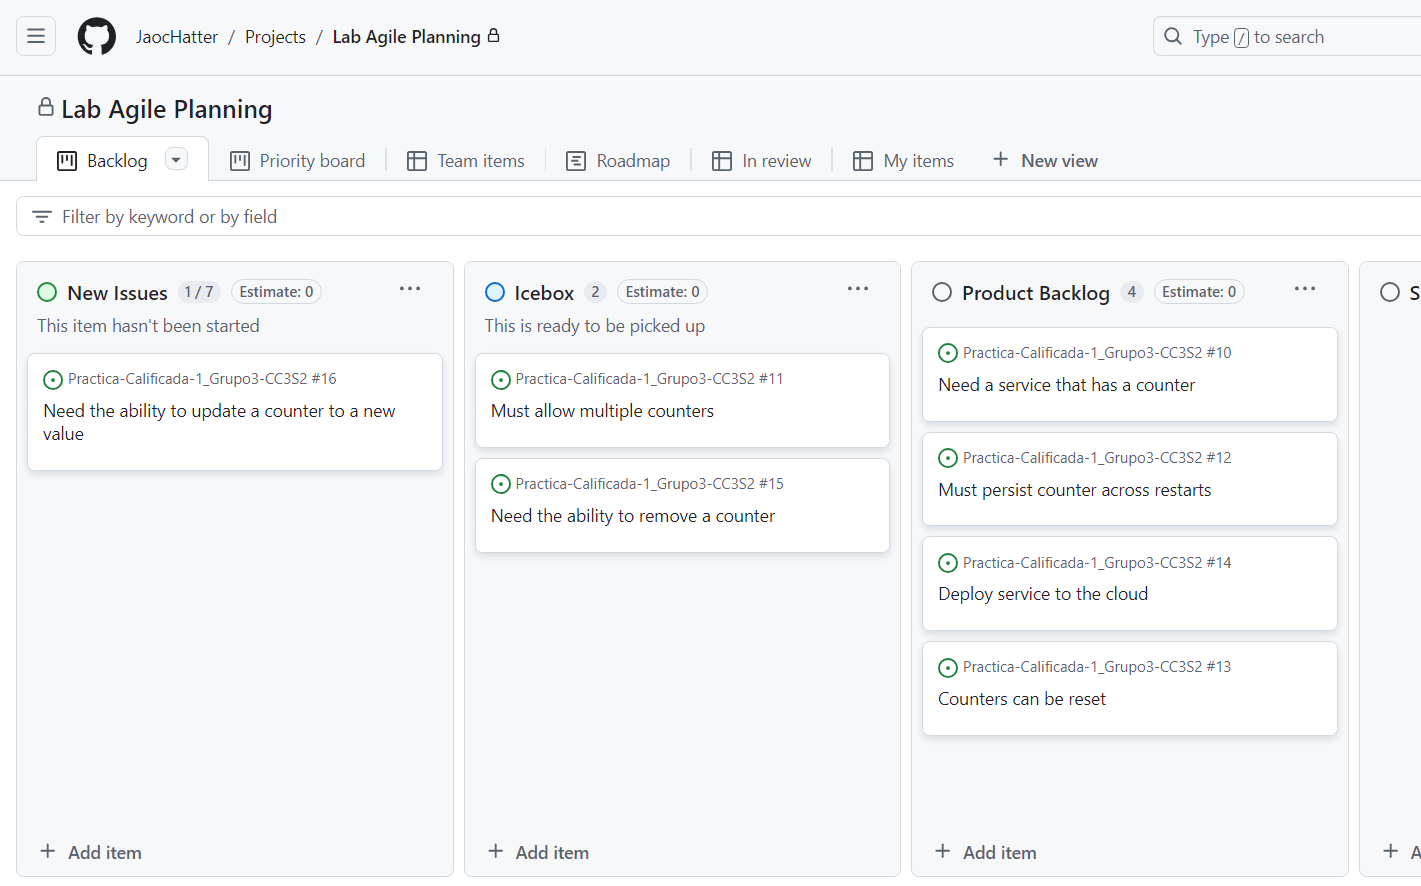 JaocHatter / Projects / Lab Agile Planning
Type / to search
Lab Agile Planning
Backlog
Priority board
Team items
Roadmap
In review
My items
New view
Filter by keyword or by field
New Issues 1 / 7 Estimate: 0
This item hasn't been started
Practica-Calificada-1_Grupo3-CC3S2 #16
Need the ability to update a counter to a new
value
Add item
Icebox 2 Estimate: 0
This is ready to be picked up
Practica-Calificada-1_Grupo3-CC3S2 #11
Must allow multiple counters
Practica-Calificada-1_Grupo3-CC3S2 #15
Need the ability to remove a counter
Add item
Product Backlog 4 Estimate: 0
Practica-Calificada-1_Grupo3-CC3S2 #10
Need a service that has a counter
Practica-Calificada-1_Grupo3-CC3S2 #12
Must persist counter across restarts
Practica-Calificada-1_Grupo3-CC3S2 #14
Deploy service to the cloud
Practica-Calificada-1_Grupo3-CC3S2 #13
Counters can be reset
Add item